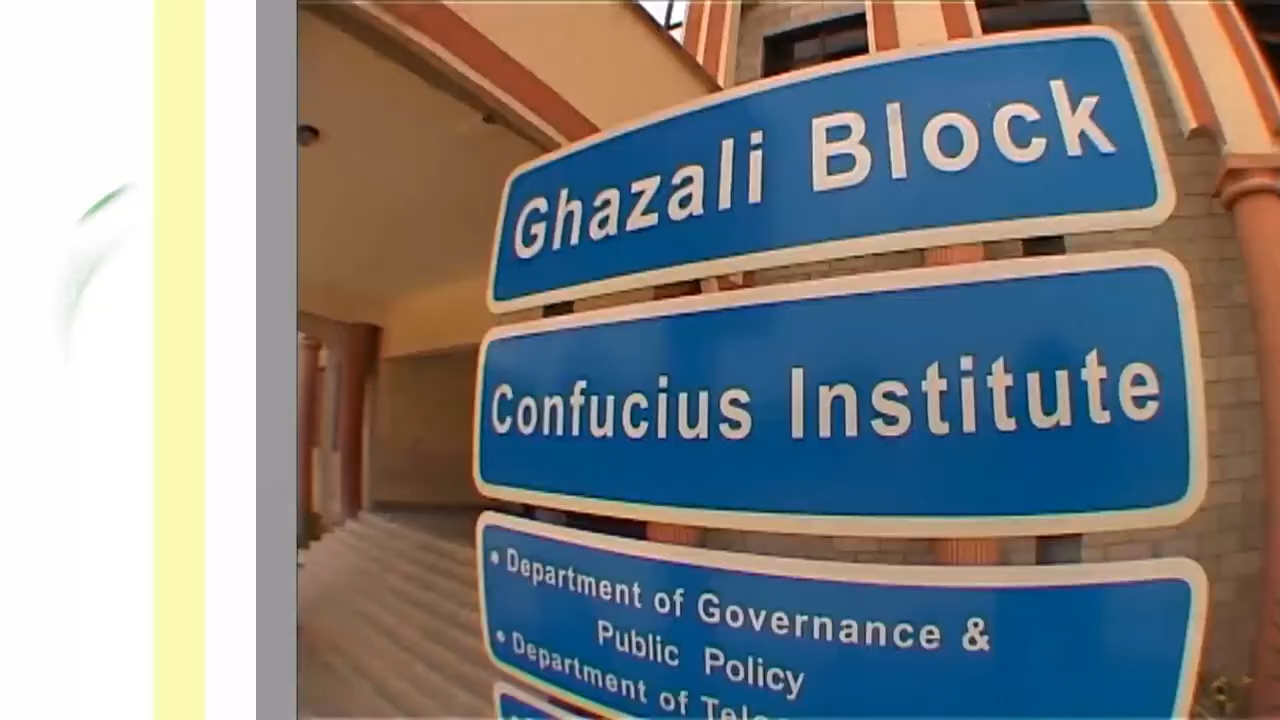 Ghazali Block
Confucius Institute
• Department of Governance &
Public Policy
• Department of